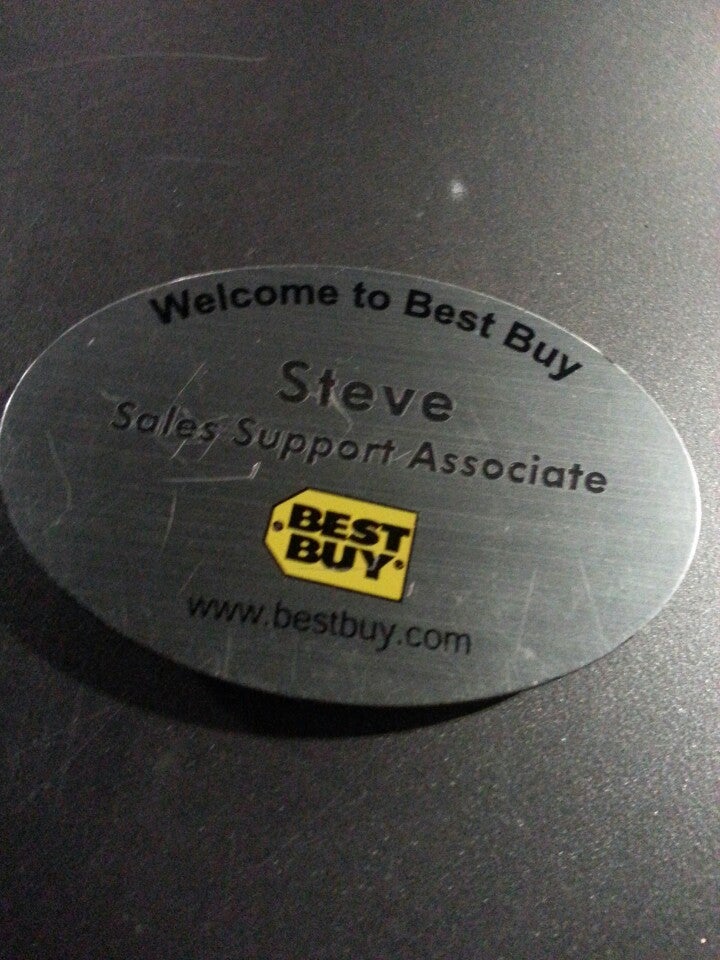 Welcome to Best Buy
Steve
Sales Support Associate
BEST
BUY
www.bestbuy.com